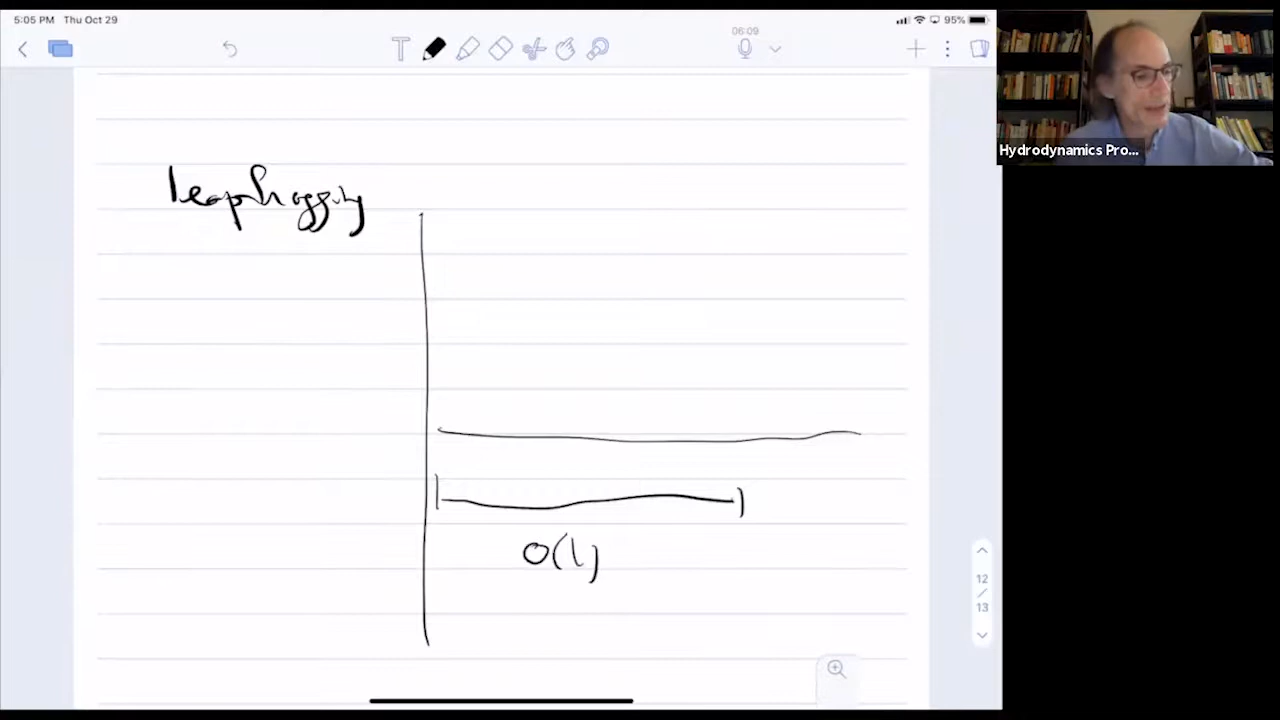 5:05 PM Thu Oct 29
95%
06:09
T
Hydrodynamics Pro...
leapfrogging
O(1)
12
/
13